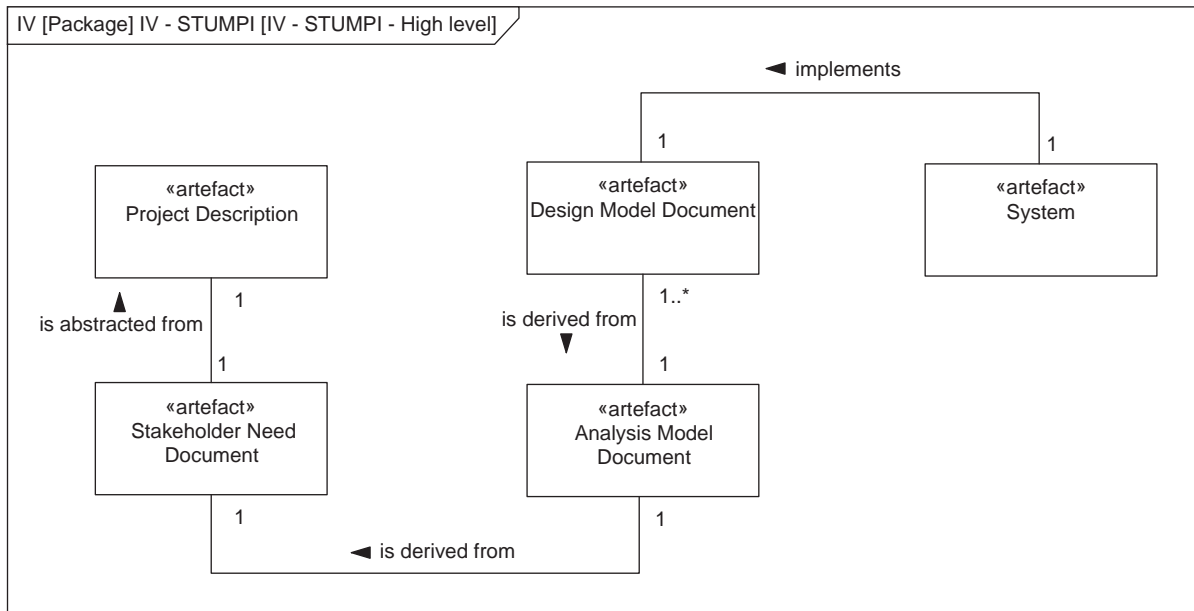 IV [Package] IV - STUMPI [IV - STUMPI - High level]
◄ implements
1
1
«artefact»
Project Description
«artefact»
Design Model Document
«artefact»
System
1
▲
is abstracted from
1
1..*
is derived from
▼
1
«artefact»
Stakeholder Need
Document
«artefact»
Analysis Model
Document
1
1
◄ is derived from